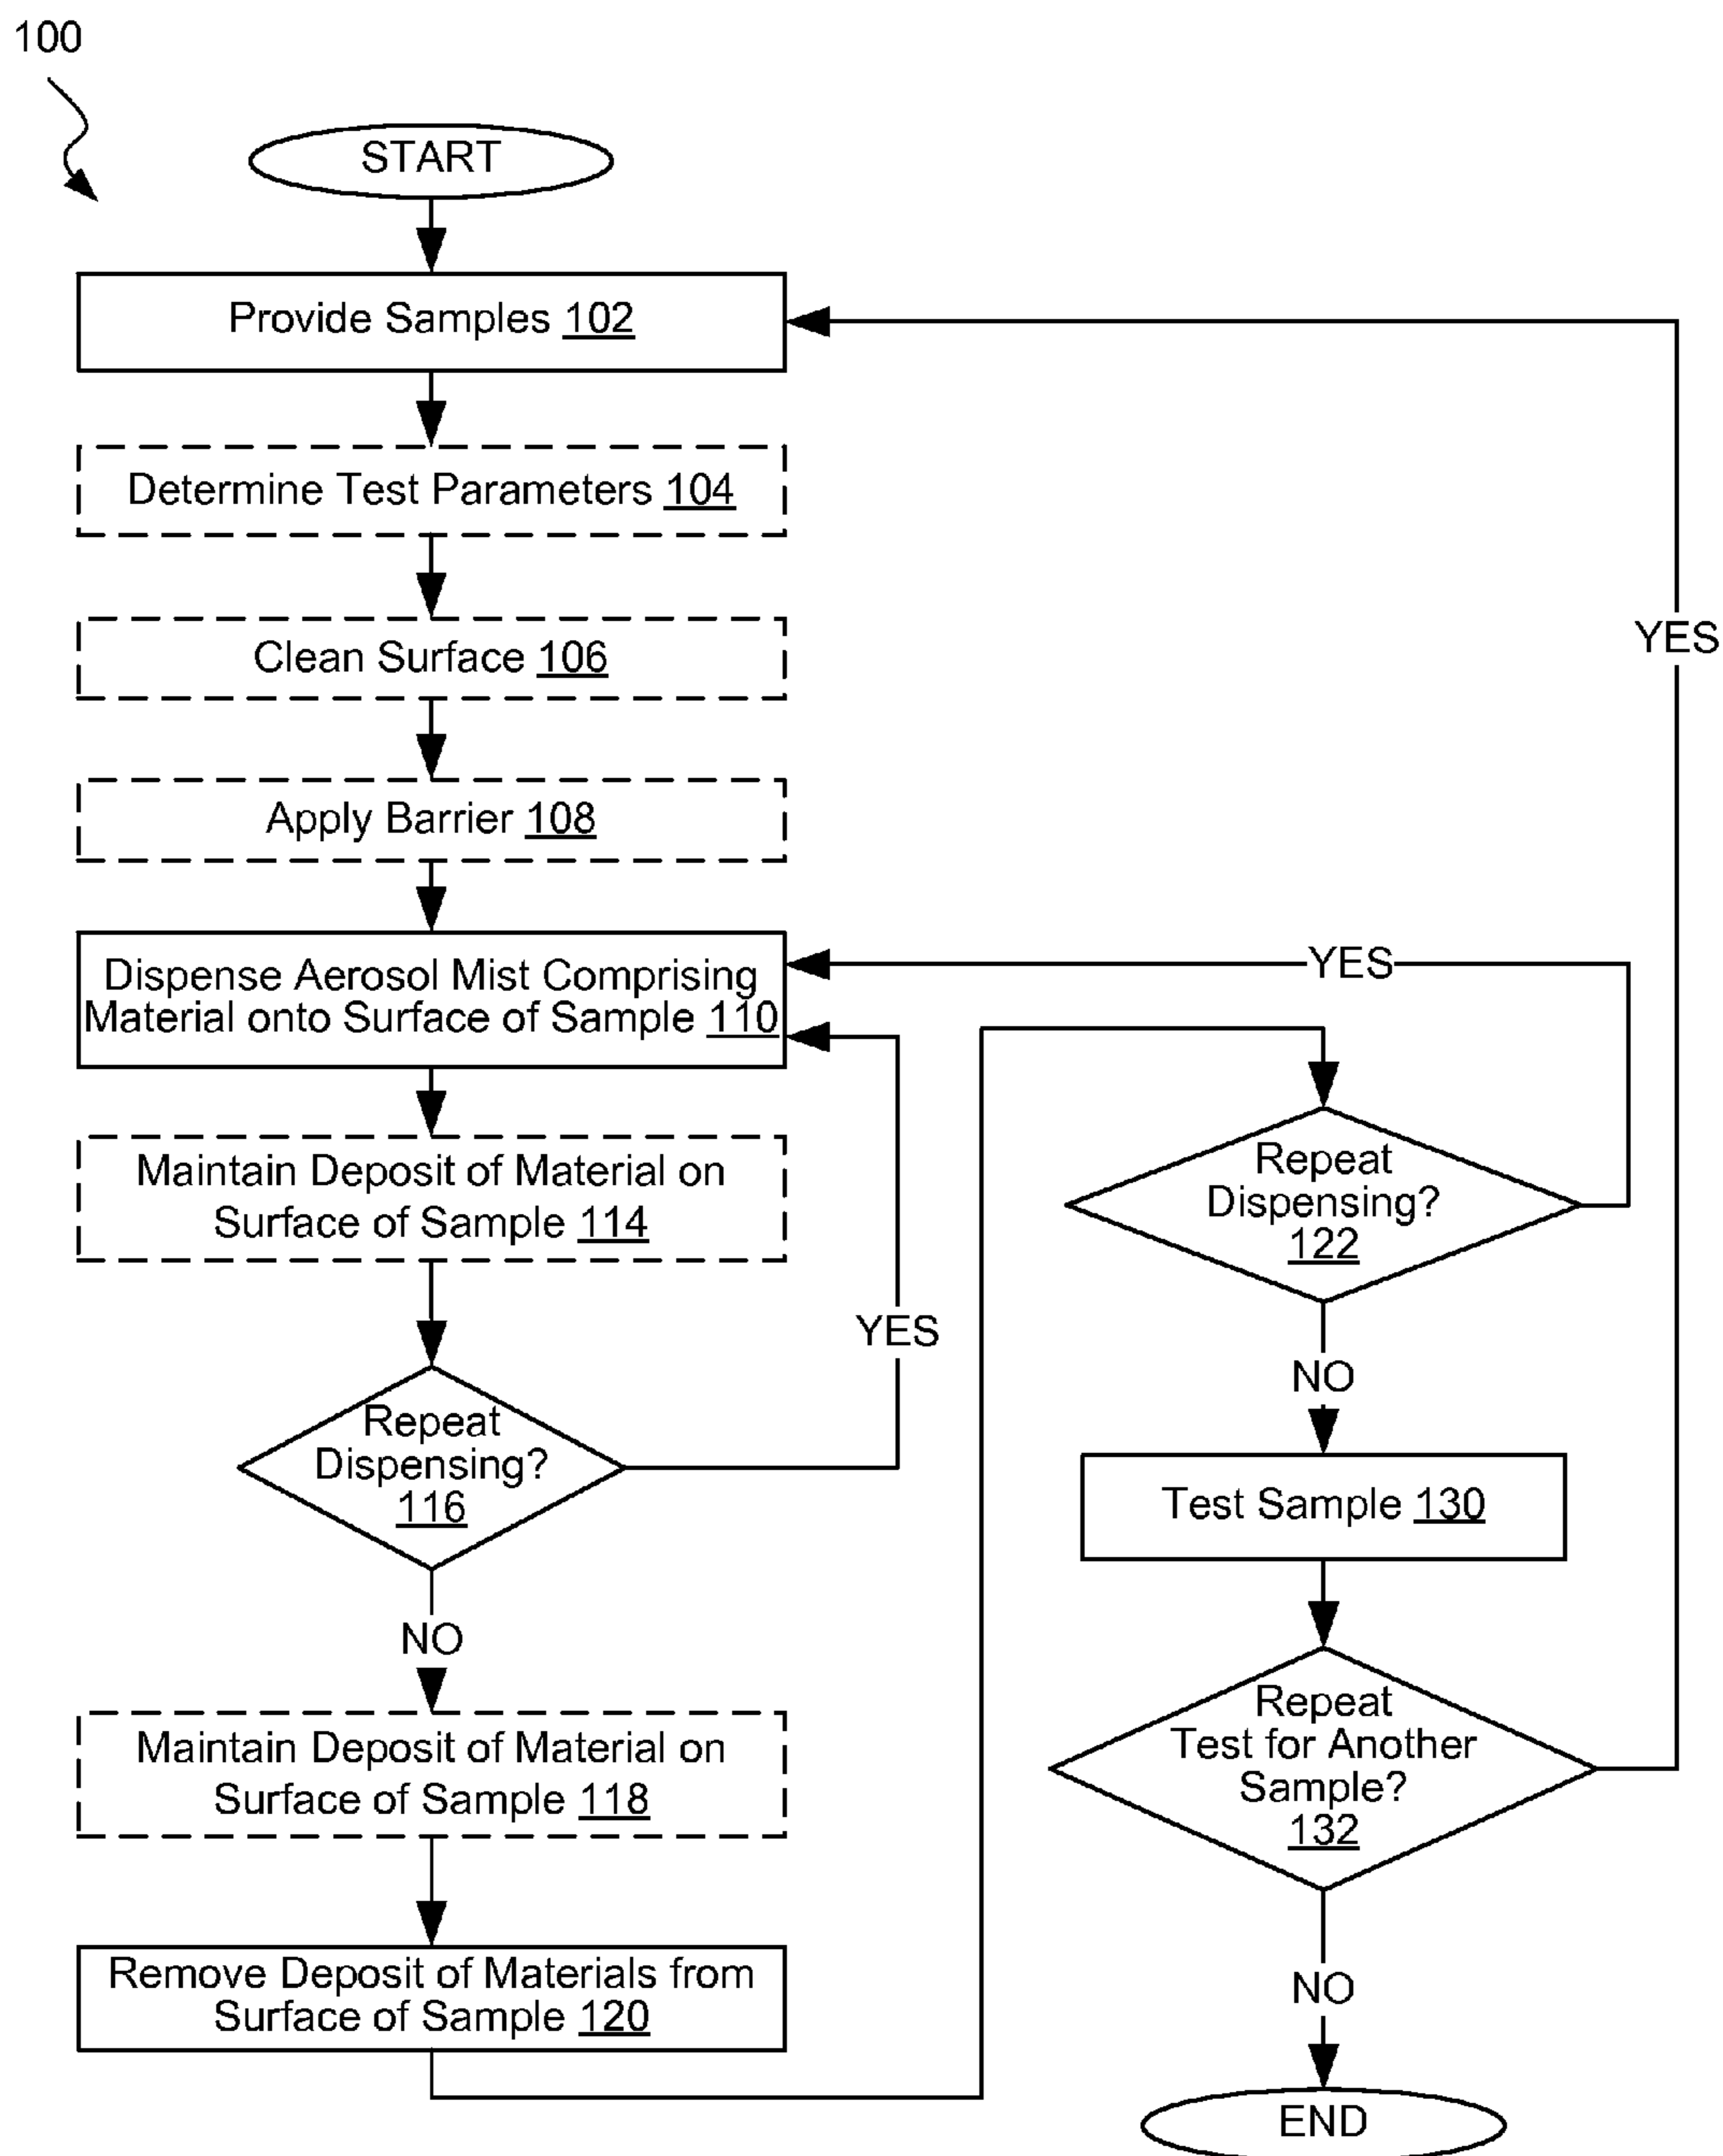 100
START
Provide Samples 102
Determine Test Parameters 104
Clean Surface 106
Apply Barrier 108
Dispense Aerosol Mist Comprising
Material onto Surface of Sample 110
Maintain Deposit of Material on
Surface of Sample 114
Repeat
Dispensing?
116
YES
NO
Maintain Deposit of Material on
Surface of Sample 118
Remove Deposit of Materials from
Surface of Sample 120
Repeat
Dispensing?
122
YES
NO
Test Sample 130
Repeat
Test for Another
Sample?
132
YES
NO
END